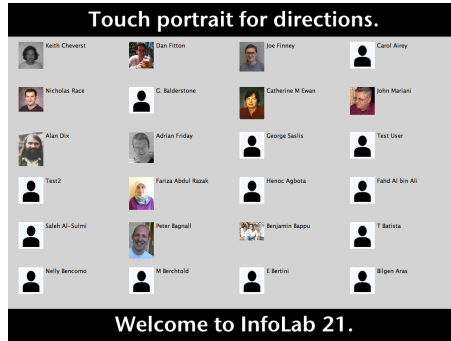 Touch portrait for directions.
Keith Cheverst
Dan Fitton
Joe Finney
Carol Airey
Nicholas Race
G. Balderstone
Catherine M Ewan
John Mariani
Alan Dix
Adrian Friday
George Saslis
Test User
Test2
Fariza Abdul Razak
Henoc Agbota
Fahd Al bin Ali
Saleh Al-Sulmi
Peter Bagnall
Benjamin Bappu
T Batista
Nelly Bencomo
M Berchtold
E Bertini
Bilgen Aras
Welcome to InfoLab 21.